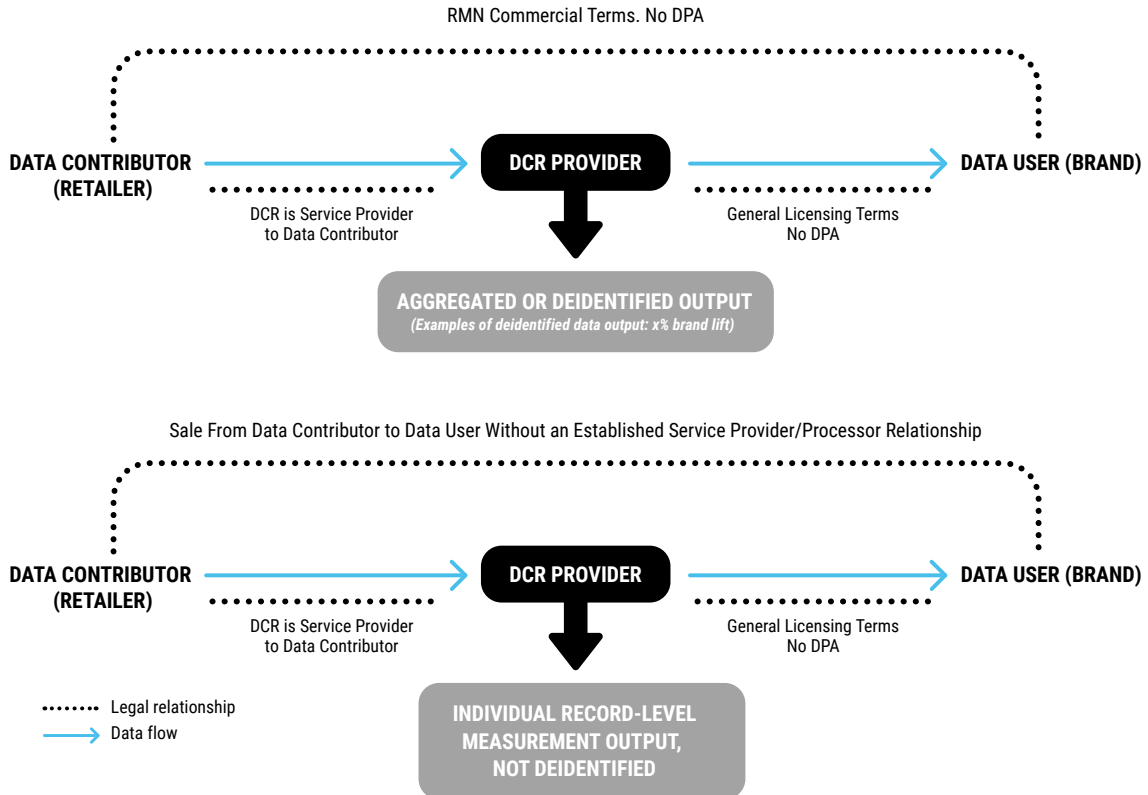 RMN Commercial Terms. No DPA
DATA CONTRIBUTOR
(RETAILER)
DCR PROVIDER
DATA USER (BRAND)
DCR is Service Provider
to Data Contributor
General Licensing Terms
No DPA
AGGREGATED OR DEIDENTIFIED OUTPUT
(Examples of deidentified data output: x% brand lift)
Sale From Data Contributor to Data User Without an Established Service Provider/Processor Relationship
DATA CONTRIBUTOR
(RETAILER)
DCR PROVIDER
DATA USER (BRAND)
DCR is Service Provider
to Data Contributor
General Licensing Terms
No DPA
INDIVIDUAL RECORD-LEVEL
MEASUREMENT OUTPUT,
NOT DEIDENTIFIED
Legal relationship
Data flow